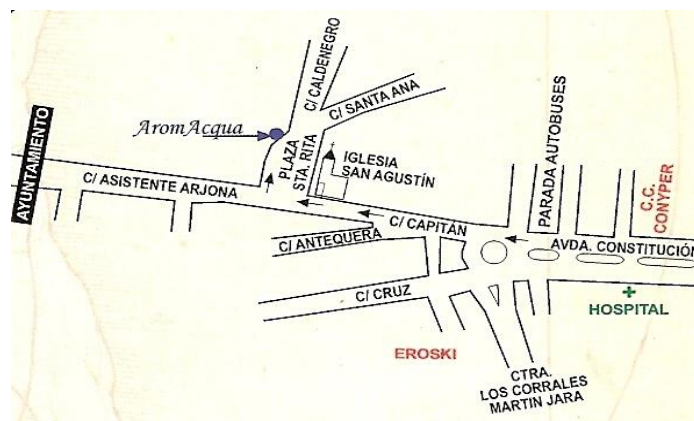 C/ CALDENEGRO
C/ SANTA ANA
AromAcqua
PLAZA
STA. RITA
IGLESIA
SAN AGUSTÍN
PARADA AUTOBUSES
C.C.
CONYPER
AYUNTAMIENTO
C/ ASISTENTE ARJONA
C/ CAPITÁN
C/ ANTEQUERA
AVDA. CONSTITUCIÓN
C/ CRUZ
HOSPITAL
EROSKI
CTRA.
LOS CORRALES
MARTIN JARA